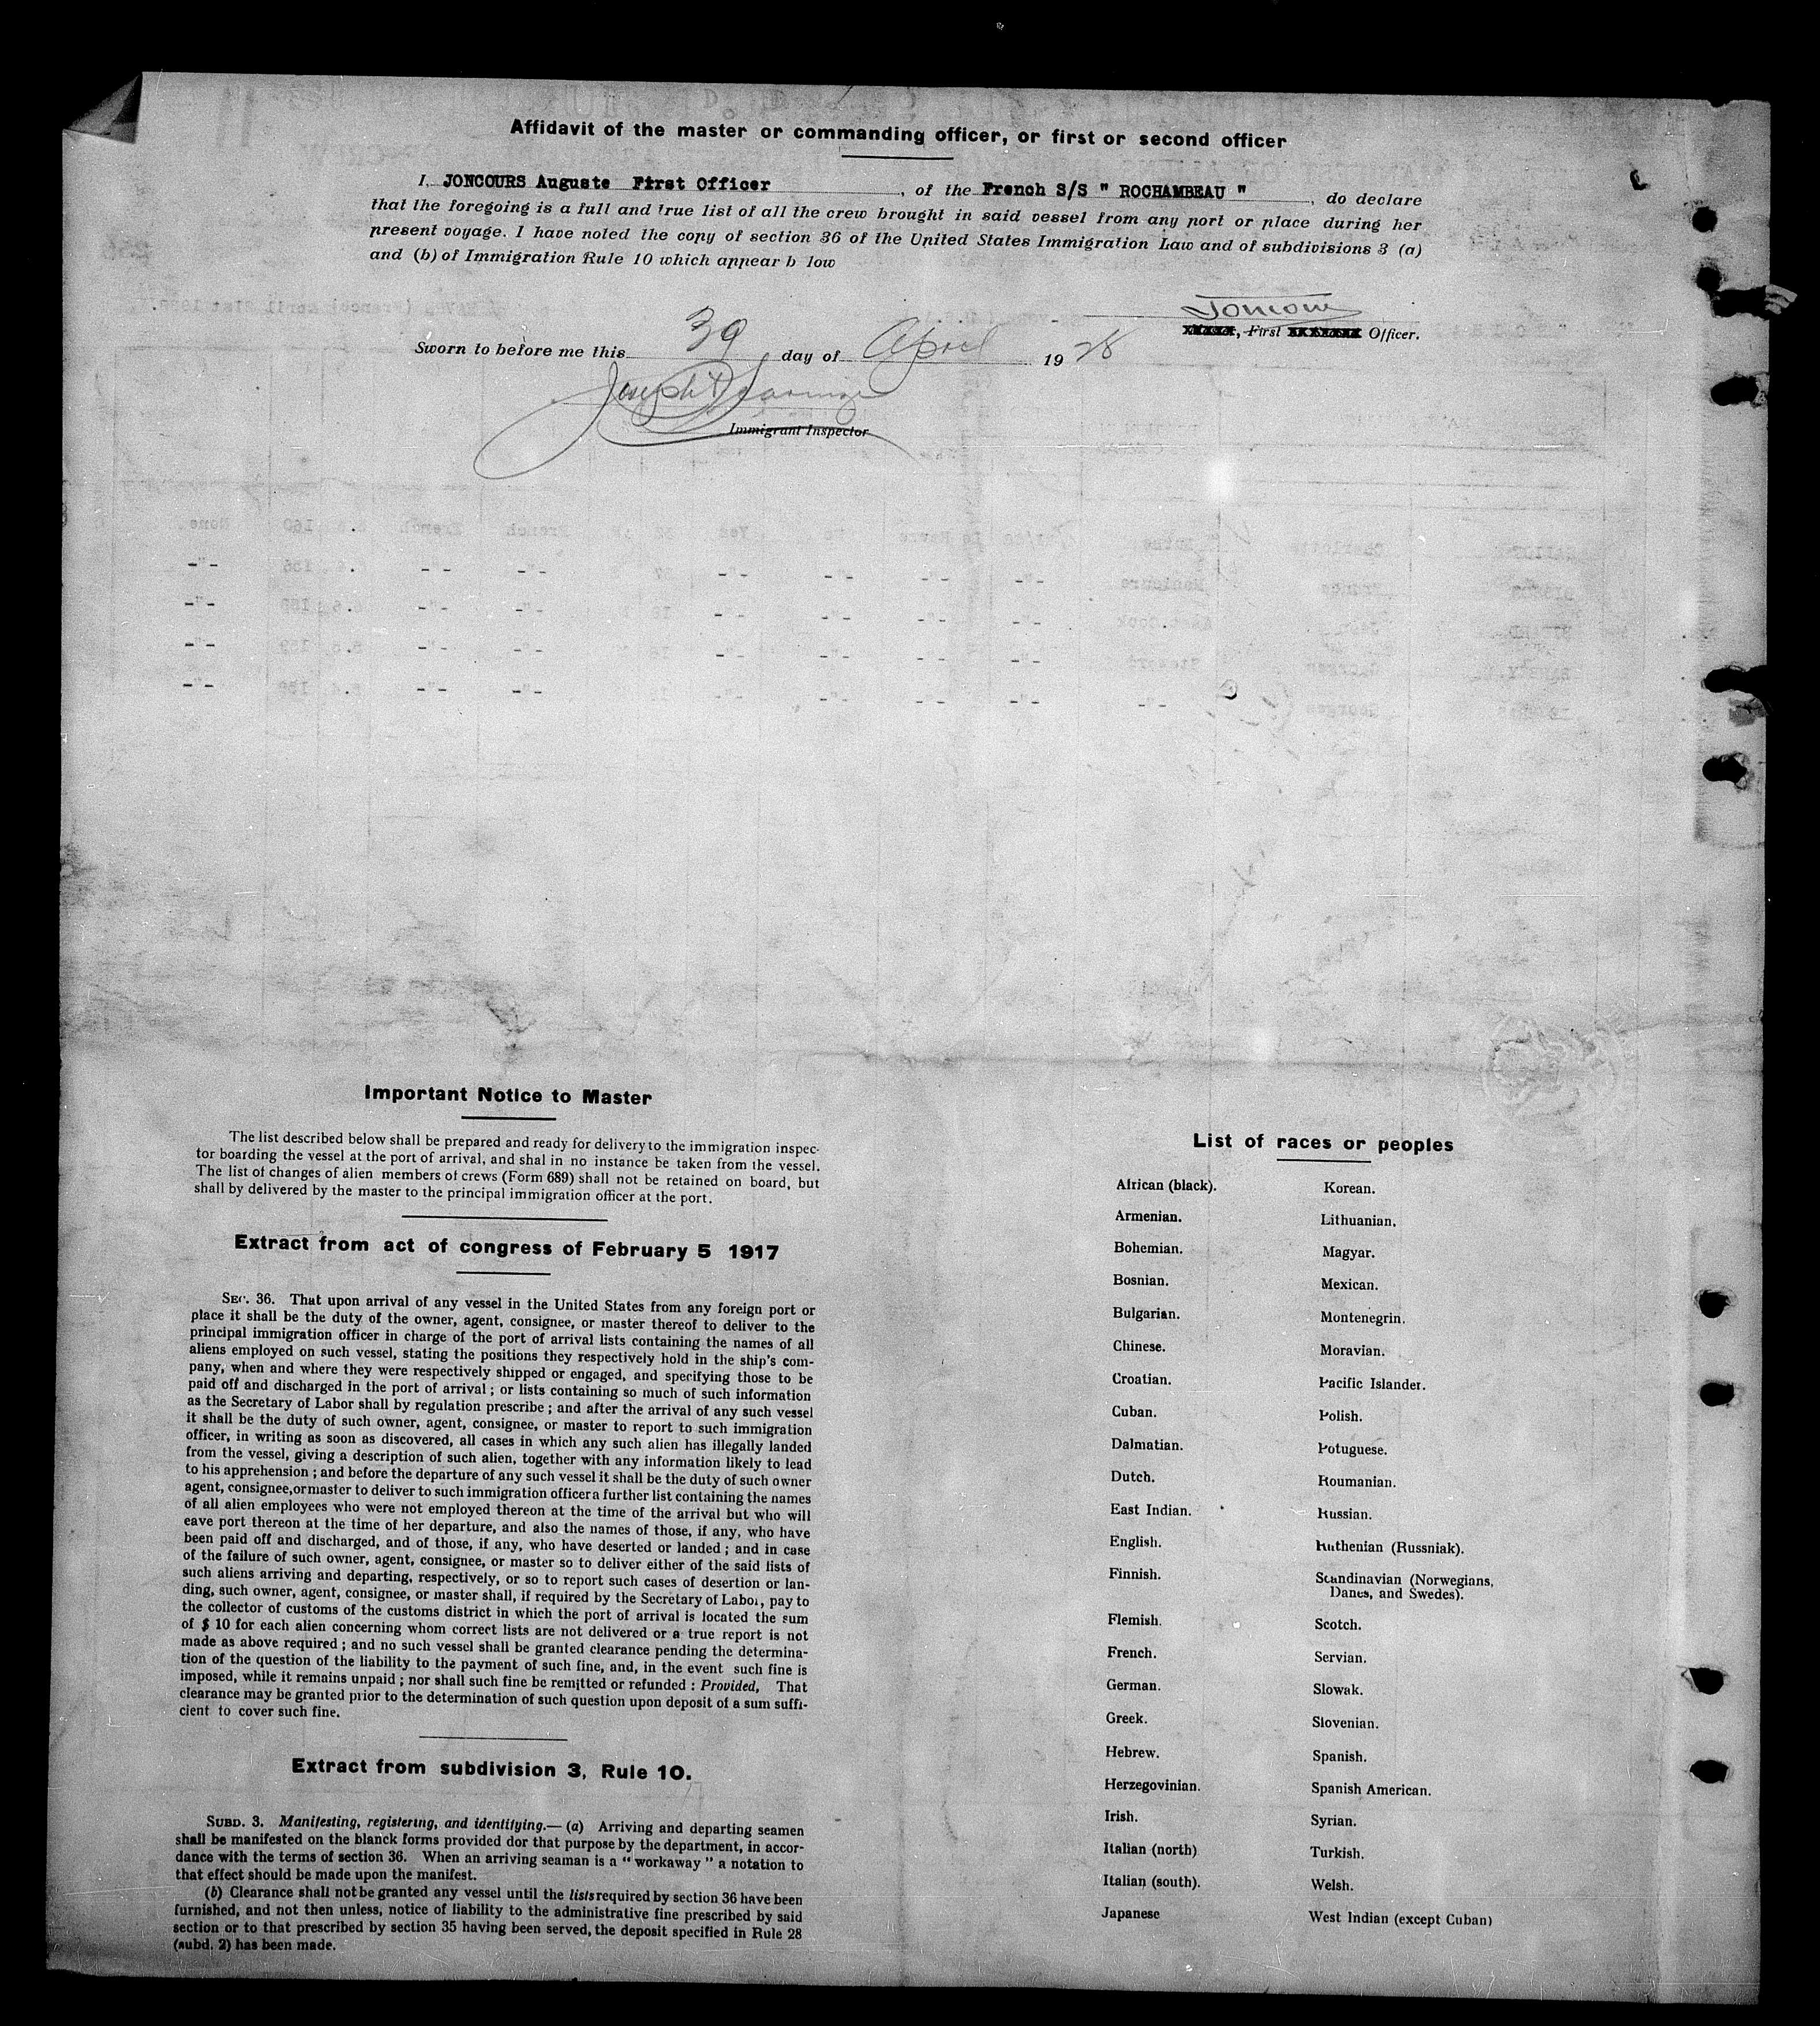 Affidavit of the master or commanding officer, or first or second officer
I, JONCOURS Auguste First Officer, of the French S/S " ROCHAMBEAU ", do declare
that the foregoing is a full and true list of all the crew brought in said vessel from any port or place during her
present voyage. I have noted the copy of section 36 of the United States Immigration Law and of subdivisions 3 (a)
and (b) of Immigration Rule 10 which appear b low
xxxxx, First xxxxxxx Officer.
Sworn to before me this 30 day of April 1928
Joseph
Immigrant Inspector
Important Notice to Master
The list described below shall be prepared and ready for delivery to the immigration inspec-
tor boarding the vessel at the port of arrival, and shal in no instance be taken from the vessel.
The list of changes of alien members of crews (Form 689) shall not be retained on board, but
shall by delivered by the master to the principal immigration officer at the port.
Extract from act of congress of February 5 1917
SEC. 36. That upon arrival of any vessel in the United States from any foreign port or
place it shall be the duty of the owner, agent, consignee, or master thereof to deliver to the
principal immigration officer in charge of the port of arrival lists containing the names of all
aliens employed on such vessel, stating the positions they respectively hold in the ship's com-
pany, when and where they were respectively shipped or engaged, and specifying those to be
paid off and discharged in the port of arrival ; or lists containing so much of such information
as the Secretary of Labor shall by regulation prescribe ; and after the arrival of any such vessel
it shall be the duty of such owner, agent, consignee, or master to report to such immigration
officer, in writing as soon as discovered, all cases in which any such alien has illegally landed
from the vessel, giving a description of such alien, together with any information likely to lead
to his apprehension ; and before the departure of any such vessel it shall be the duty of such owner
agent, consignee, or master to deliver to such immigration officer a further list containing the names
of all alien employees who were not employed thereon at the time of the arrival but who will
eave port thereon at the time of her departure, and also the names of those, if any, who have
been paid off and discharged, and of those, if any, who have deserted or landed ; and in case
of the failure of such owner, agent, consignee, or master so to deliver either of the said lists of
such aliens arriving and departing, respectively, or so to report such cases of desertion or lan-
ding, such owner, agent, consignee, or master shall, if required by the Secretary of Labor, pay to
the collector of customs of the customs district in which the port of arrival is located the sum
of $ 10 for each alien concerning whom correct lists are not delivered or a true report is not
made as above required ; and no such vessel shall be granted clearance pending the determina-
tion of the question of the liability to the payment of such fine, and, in the event such fine is
imposed, while it remains unpaid ; nor shall such fine be remitted or refunded : Provided, That
clearance may be granted prior to the determination of such question upon deposit of a sum suffi-
cient to cover such fine.
Extract from subdivision 3, Rule 10.
SUBD. 3. Manifesting, registering, and identifying.— (a) Arriving and departing seamen
shall be manifested on the blanck forms provided dor that purpose by the department, in accor-
dance with the terms of section 36. When an arriving seaman is a " workaway " a notation to
that effect should be made upon the manifest.
(b) Clearance shall not be granted any vessel until the lists required by section 36 have been
furnished, and not then unless, notice of liability to the administrative fine prescribed by said
section or to that prescribed by section 35 having been served, the deposit specified in Rule 28
(subd. 2) has been made.
List of races or peoples
African (black).
Armenian.
Bohemian.
Bosnian.
Bulgarian.
Chinese.
Croatian.
Cuban.
Dalmatian.
Dutch.
East Indian.
English.
Finnish.
Flemish.
French.
German.
Greek.
Hebrew.
Herzegovinian.
Irish.
Italian (north)
Italian (south).
Japanese
Korean.
Lithuanian.
Magyar.
Mexican.
Montenegrin.
Moravian.
Pacific Islander.
Polish.
Potuguese.
Roumanian.
Russian.
Ruthenian (Russniak).
Scandinavian (Norwegians,
Danes, and Swedes).
Scotch.
Servian.
Slowak.
Slovenian.
Spanish.
Spanish American.
Syrian.
Turkish.
Welsh.
West Indian (except Cuban)